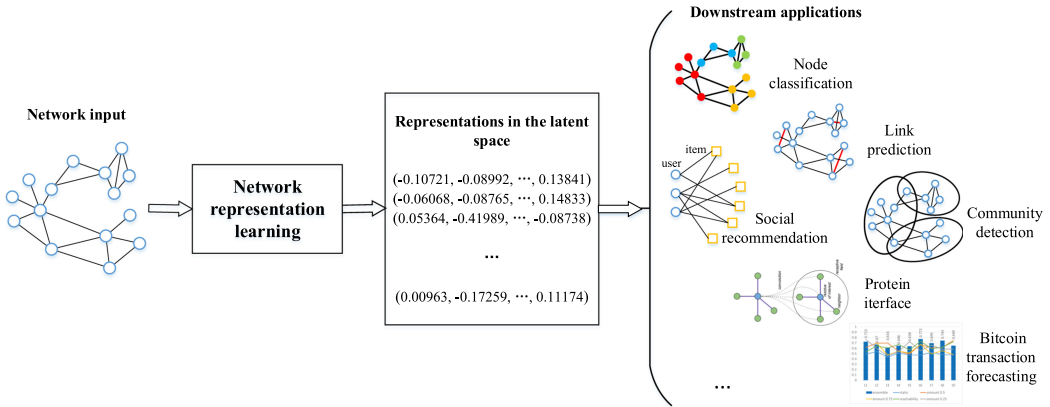 Downstream applications
Node
classification
Network input
Representations in the latent
space
Link
prediction
item
user
Network
representation
learning
(-0.10721, -0.08992, ···, 0.13841)
(-0.06068, -0.08765, ···, 0.14833)
(0.05364, -0.41989, ···, -0.08738)
...
(0.00963, -0.17259, ···, 0.11174)
Social
recommendation
Community
detection
Protein
iterface
convolution
Bitcoin
transaction
forecasting
...